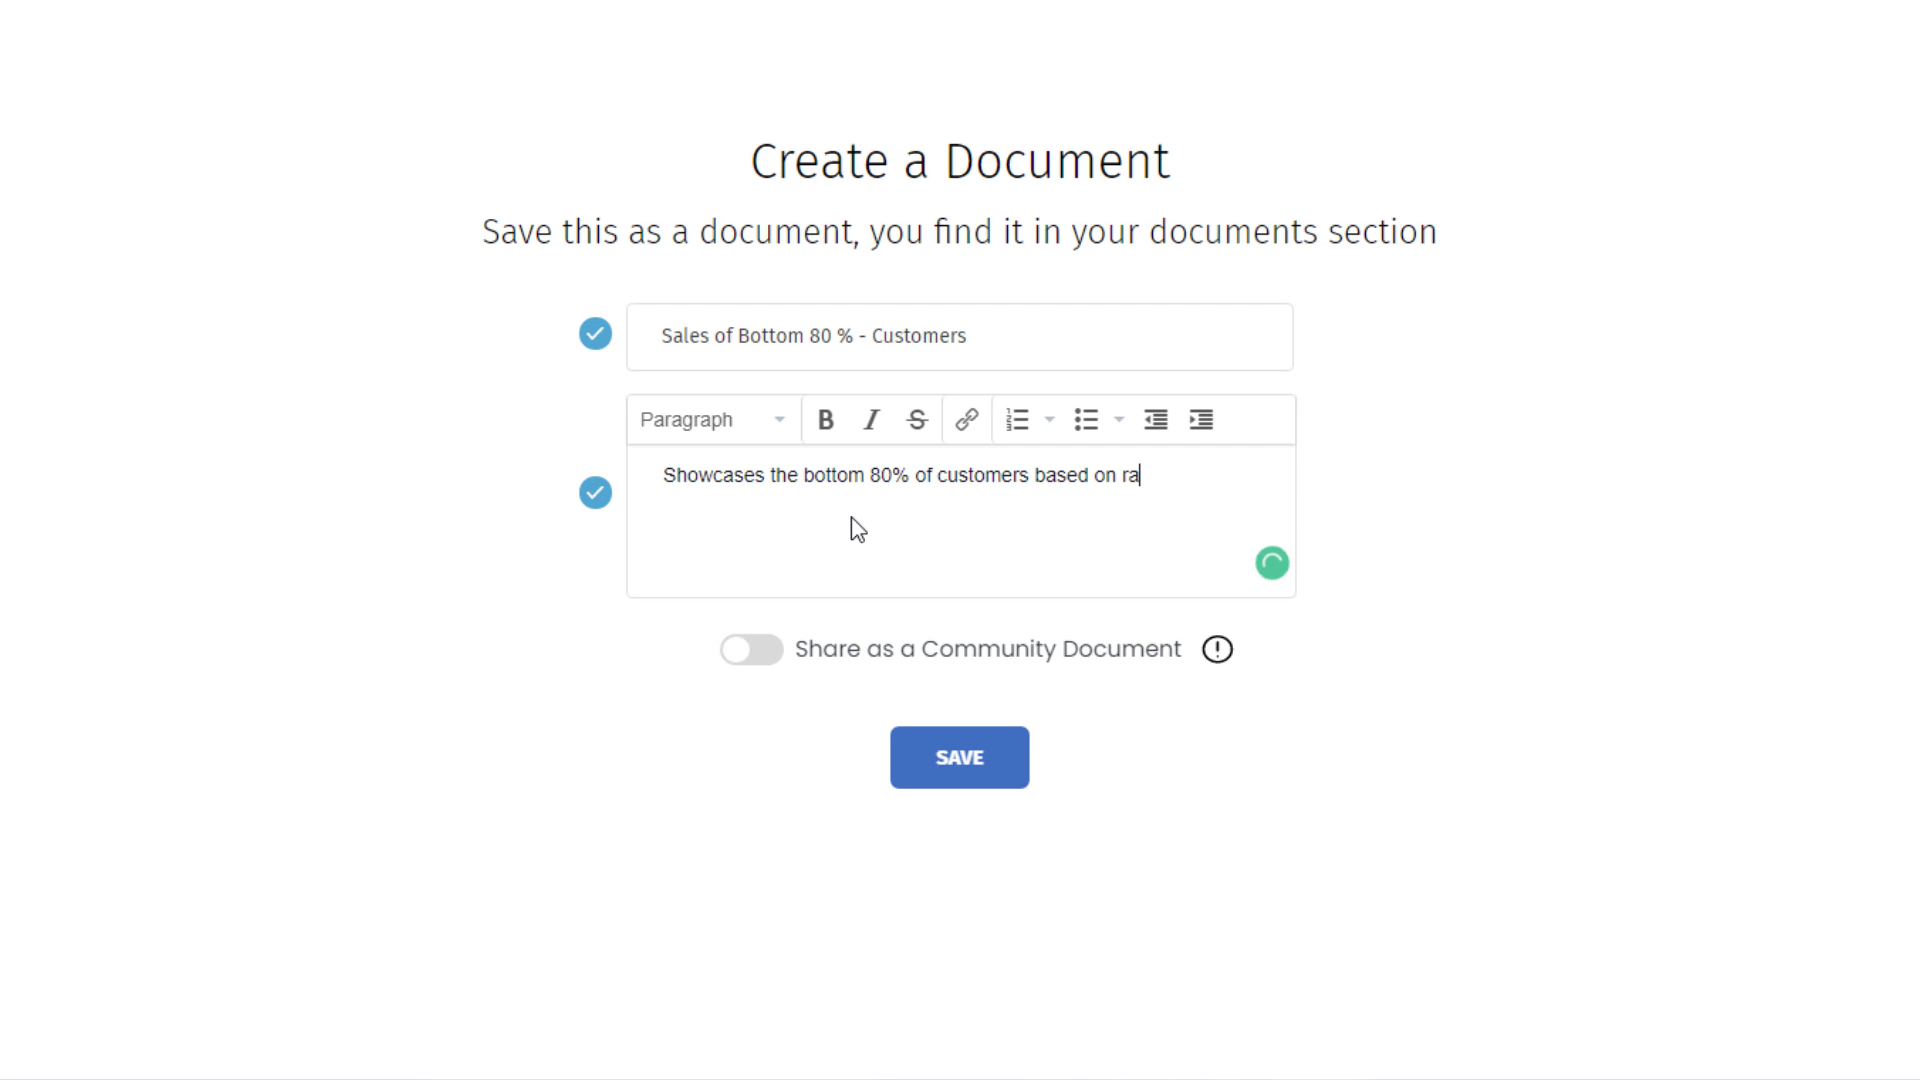 Create a Document
Save this as a document, you find it in your documents section
Sales of Bottom 80 % - Customers
Paragraph
Showcases the bottom 80% of customers based on ra
Share as a Community Document
SAVE